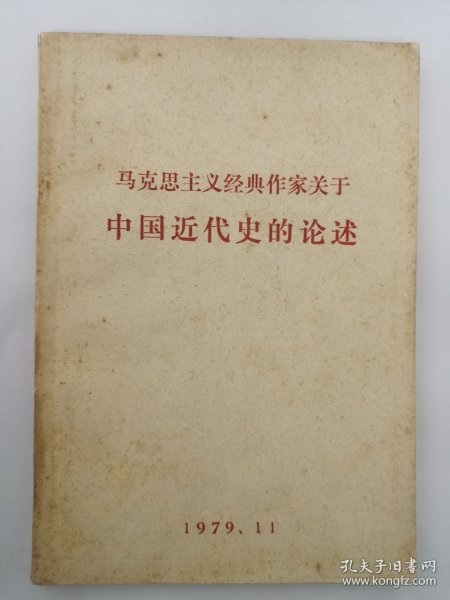 马克思主义经典作家关于
中国近代史的论述
1979、11
孔夫子旧书网
www.kongfz.com